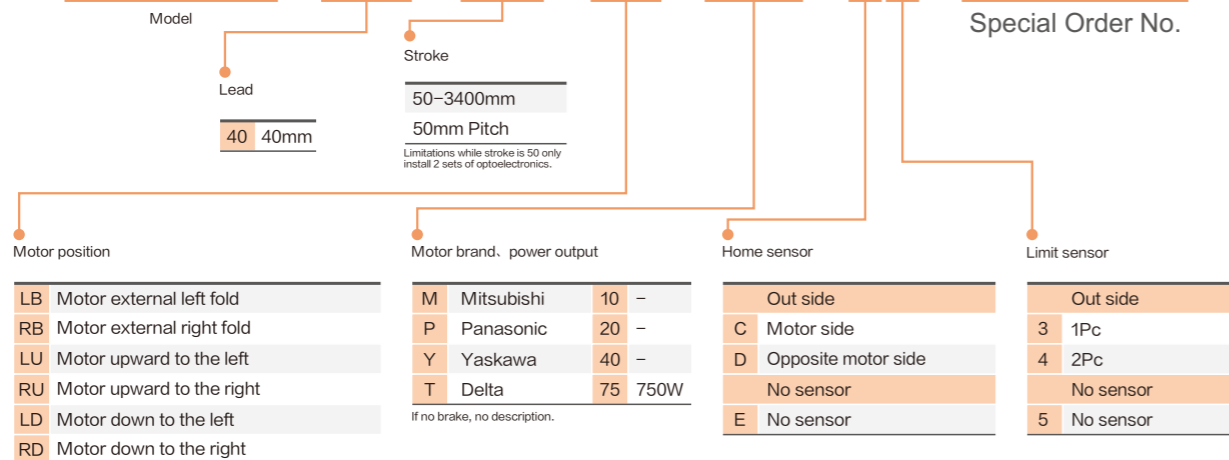 Model
Special Order No.
Stroke
Lead
50-3400mm
50mm Pitch
Limitations while stroke is 50 only
install 2 sets of optoelectronics.
40 40mm
Motor position
LB Motor external left fold
RB Motor external right fold
LU Motor upward to the left
RU Motor upward to the right
LD Motor down to the left
RD Motor down to the right
Motor brand、power output
M Mitsubishi 10 -
P Panasonic 20 -
Y Yaskawa 40 -
T Delta 75 750W
If no brake, no description.
Home sensor
Out side
C Motor side
D Opposite motor side
No sensor
E No sensor
Limit sensor
Out side
3 1Pc
4 2Pc
No sensor
5 No sensor